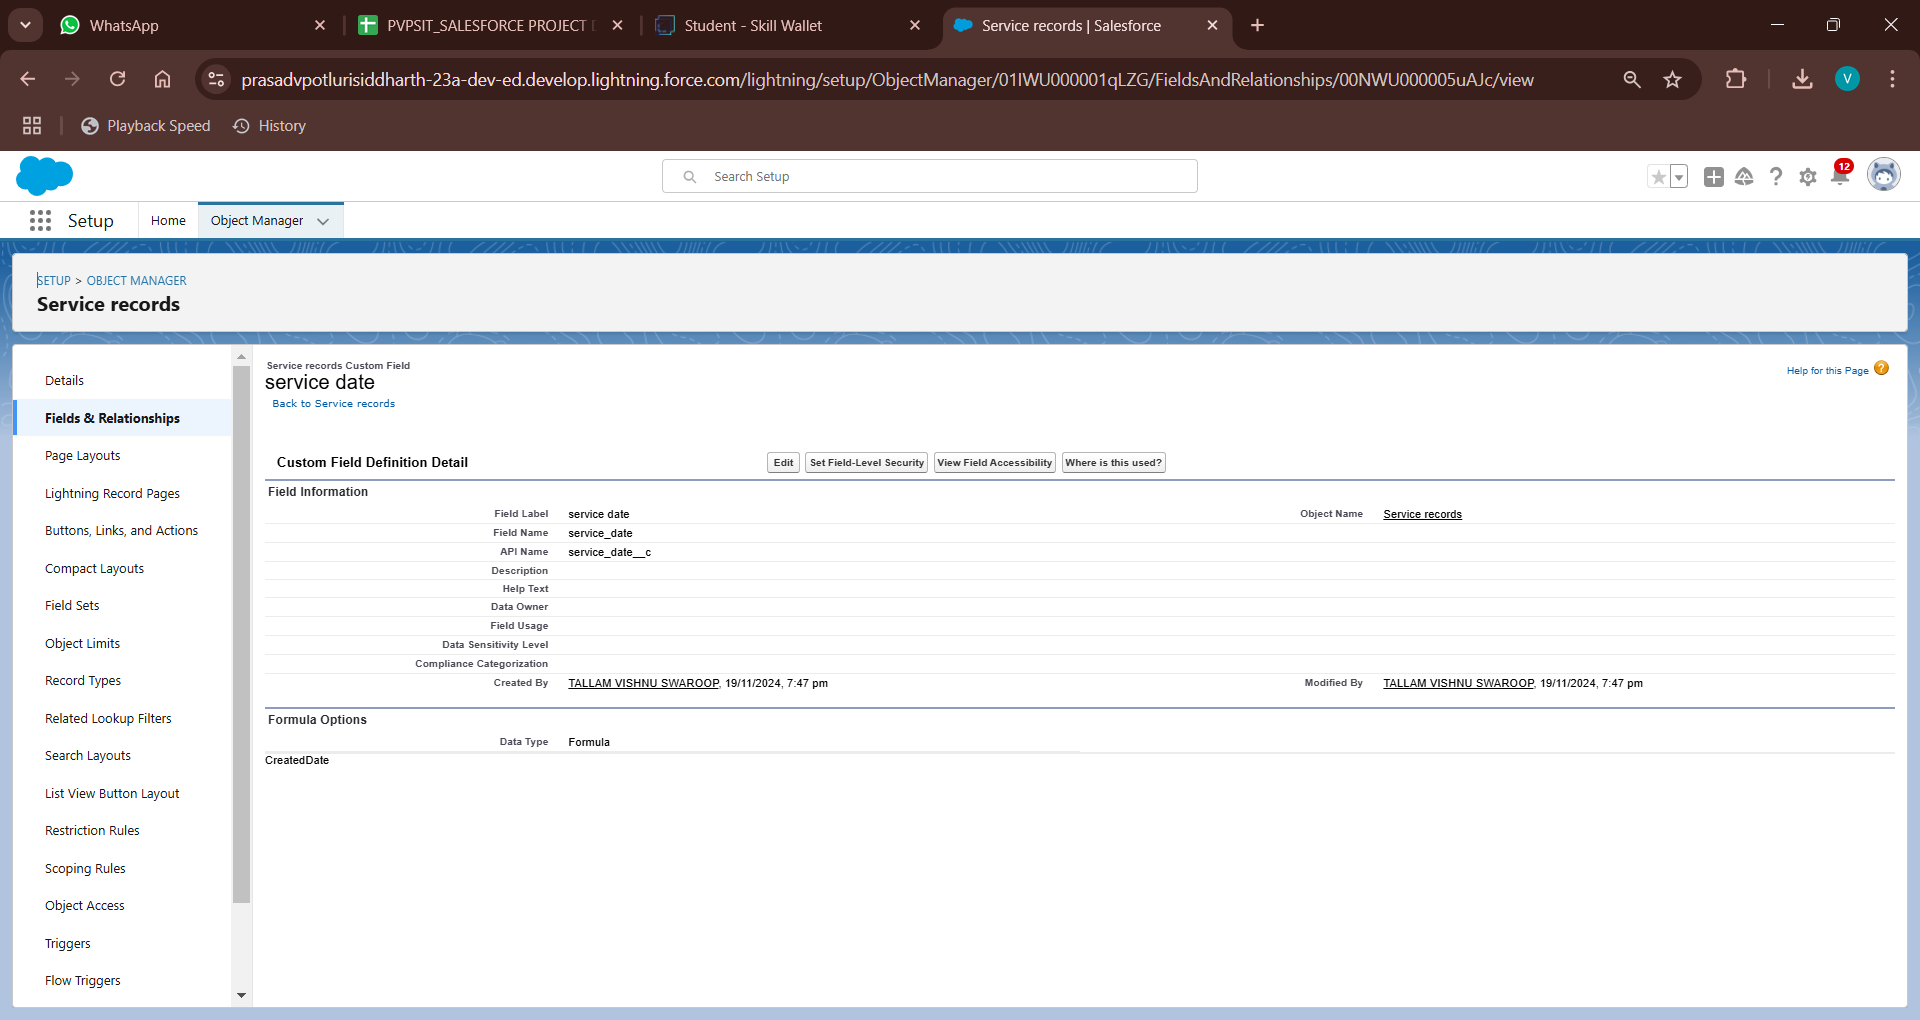 WhatsApp
PVPSIT_SALESFORCE PROJECT
Student - Skill Wallet
Service records | Salesforce
prasadvpotlurisiddharth-23a-dev-ed.develop.lightning.force.com/lightning/setup/ObjectManager/01IWU000001qLZG/FieldsAndRelationships/00NWU000005uAJc/view
V
Playback Speed
History
Search Setup
12
Setup
Home
Object Manager
SETUP > OBJECT MANAGER
Service records
Details
Fields & Relationships
Page Layouts
Lightning Record Pages
Buttons, Links, and Actions
Compact Layouts
Field Sets
Object Limits
Record Types
Related Lookup Filters
Search Layouts
List View Button Layout
Restriction Rules
Scoping Rules
Object Access
Triggers
Flow Triggers
Service records Custom Field
service date
Back to Service records
Help for this Page ?
Custom Field Definition Detail
Edit
Set Field-Level Security
View Field Accessibility
Where is this used?
Field Information
Field Label service date
Object Name Service records
Field Name service_date
API Name service_date__c
Description
Help Text
Data Owner
Field Usage
Data Sensitivity Level
Compliance Categorization
Created By TALLAM VISHNU SWAROOP, 19/11/2024, 7:47 pm
Modified By TALLAM VISHNU SWAROOP, 19/11/2024, 7:47 pm
Formula Options
Data Type Formula
CreatedDate